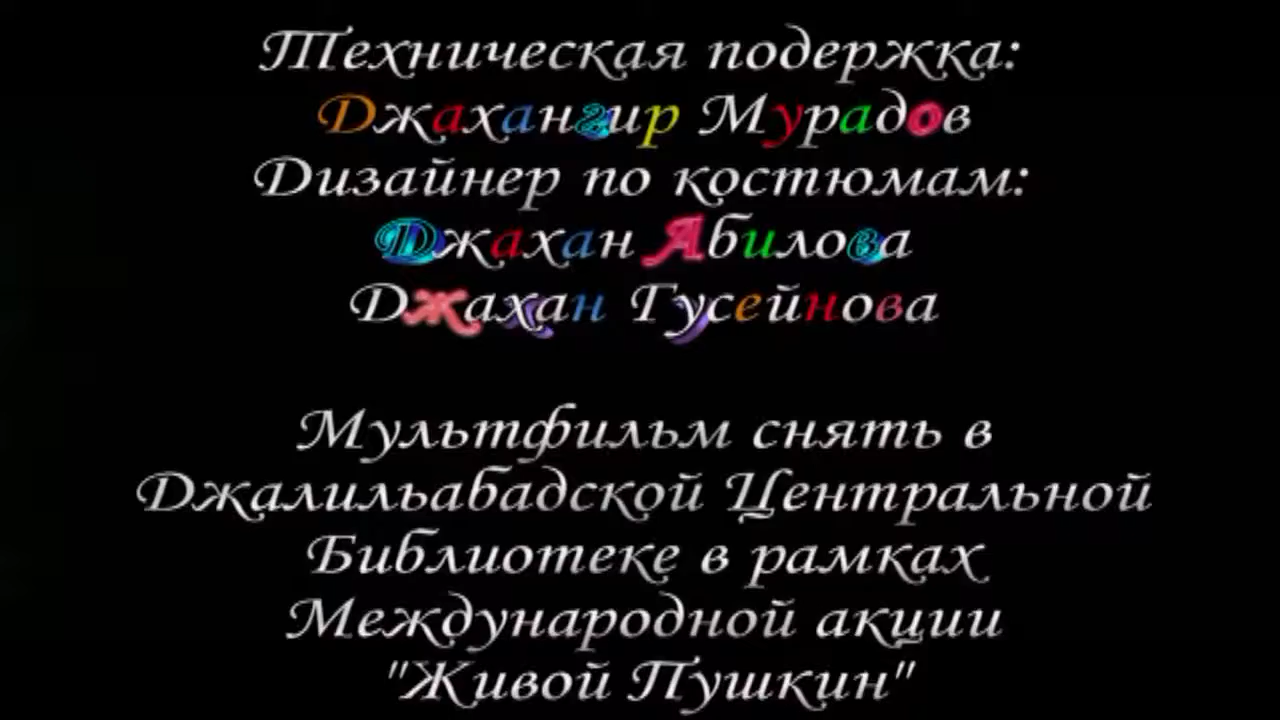 Техническая подержка:
Джахангир Мурадов
Дизайнер по костюмам:
Джахан Абилова
Джахан Гусейнова
Мультфильм снять в
Джалильабадской Центральной
Библиотеке в рамках
Международной акции
"Живой Пушкин"